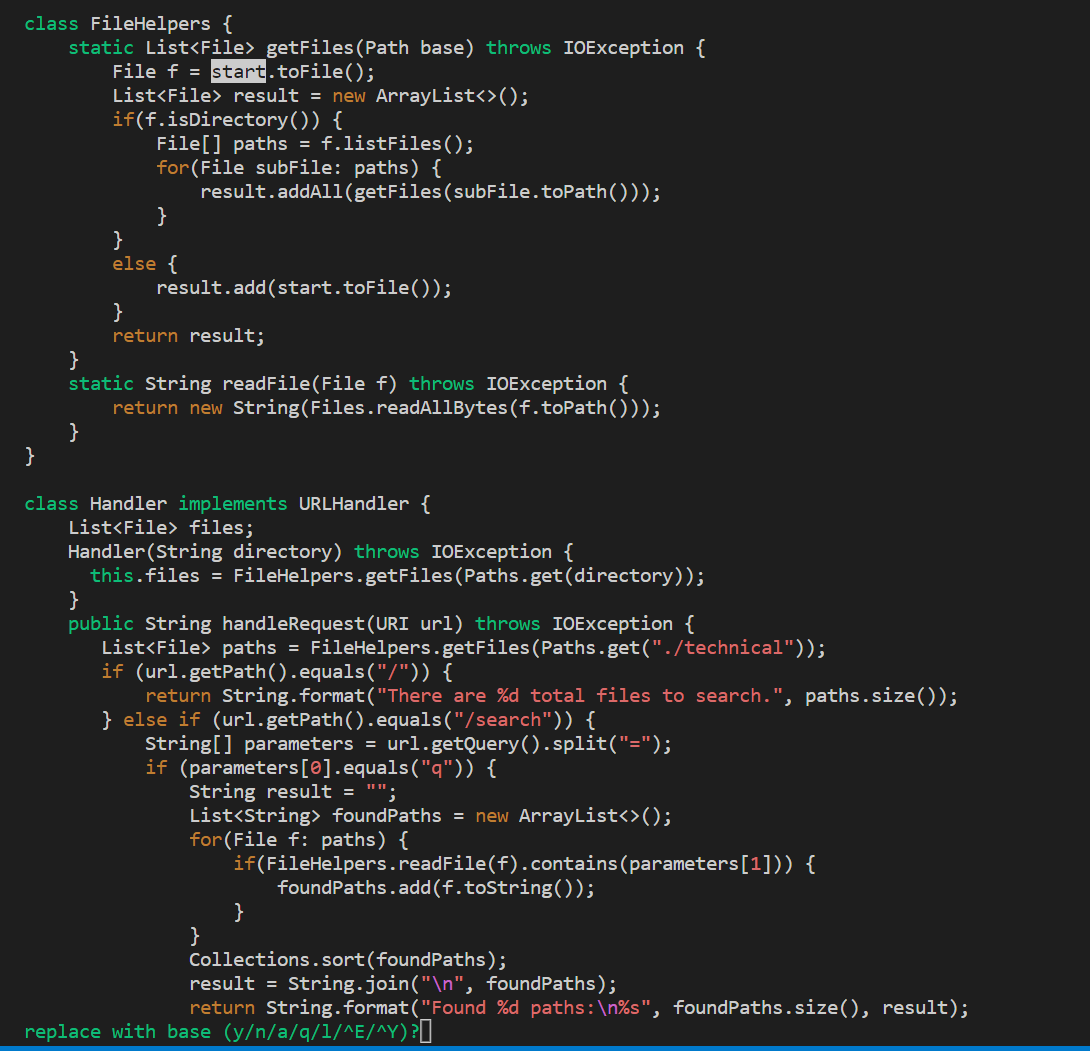 class FileHelpers {
    static List<File> getFiles(Path base) throws IOException {
        File f = start.toFile();
        List<File> result = new ArrayList<>();
        if(f.isDirectory()) {
            File[] paths = f.listFiles();
            for(File subFile: paths) {
                result.addAll(getFiles(subFile.toPath()));
            }
        }
        else {
            result.add(start.toFile());
        }
        return result;
    }
    static String readFile(File f) throws IOException {
        return new String(Files.readAllBytes(f.toPath()));
    }
}

class Handler implements URLHandler {
    List<File> files;
    Handler(String directory) throws IOException {
      this.files = FileHelpers.getFiles(Paths.get(directory));
    }
    public String handleRequest(URI url) throws IOException {
       List<File> paths = FileHelpers.getFiles(Paths.get("./technical"));
       if (url.getPath().equals("/")) {
           return String.format("There are %d total files to search.", paths.size());
       } else if (url.getPath().equals("/search")) {
           String[] parameters = url.getQuery().split("=");
           if (parameters[0].equals("q")) {
               String result = "";
               List<String> foundPaths = new ArrayList<>();
               for(File f: paths) {
                   if(FileHelpers.readFile(f).contains(parameters[1])) {
                       foundPaths.add(f.toString());
                   }
               }
               Collections.sort(foundPaths);
               result = String.join("\n", foundPaths);
               return String.format("Found %d paths:\n%s", foundPaths.size(), result);
replace with base (y/n/a/q/l/^E/^Y)?